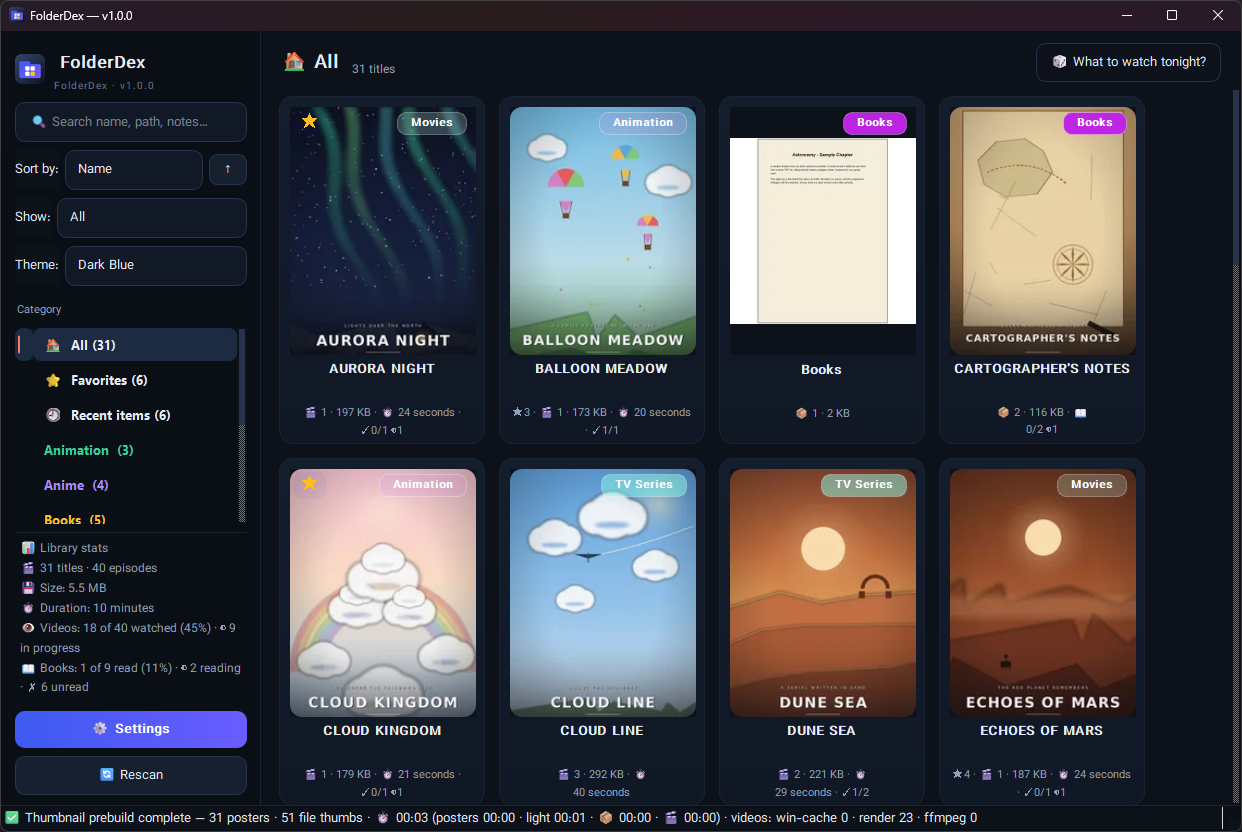 FolderDex — v1.0.0
FolderDex
FolderDex · v1.0.0
Search name, path, notes...
Sort by: Name ↑
Show: All
Theme: Dark Blue
Category
All (31)
Favorites (6)
Recent items (6)
Animation (3)
Anime (4)
Books (5)
Library stats
31 titles · 40 episodes
Size: 5.5 MB
Duration: 10 minutes
Videos: 18 of 40 watched (45%) · 9
in progress
Books: 1 of 9 read (11%) · 2 reading
· ✗ 6 unread
Settings
Rescan
All 31 titles
What to watch tonight?
Movies
LIGHTS OVER THE NORTH
AURORA NIGHT
AURORA NIGHT
1 · 197 KB · 24 seconds ·
✓0/1 1
Animation
BALLOON MEADOW
BALLOON MEADOW
★3 · 1 · 173 KB · 20 seconds
· ✓1/1
Books
Astronomy - Sample Chapter
Books
1 · 2 KB
Books
CARTOGRAPHER'S NOTES
CARTOGRAPHER'S NOTES
2 · 116 KB ·
0/2 1
Animation
CLOUD KINGDOM
CLOUD KINGDOM
1 · 179 KB · 21 seconds ·
✓0/1 1
TV Series
CLOUD LINE
CLOUD LINE
3 · 292 KB ·
40 seconds
TV Series
A SERIAL WRITTEN IN SAND
DUNE SEA
DUNE SEA
2 · 221 KB ·
29 seconds · ✓1/2
Movies
THE RED PLANET REMEMBERS
ECHOES OF MARS
ECHOES OF MARS
★4 · 1 · 187 KB · 24 seconds
· ✓0/1 1
Thumbnail prebuild complete — 31 posters · 51 file thumbs · 00:03 (posters 00:00 · light 00:01 · 00:00 · 00:00) · videos: win-cache 0 · render 23 · ffmpeg 0